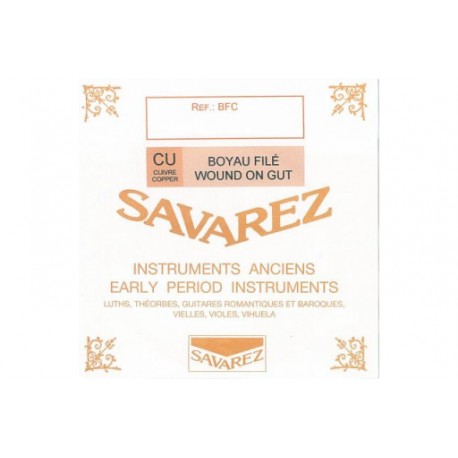 REF.: BFC
CU
CUIVRE
COPPER
BOYAU FILÉ
WOUND ON GUT
SAVAREZ
INSTRUMENTS ANCIENS
EARLY PERIOD INSTRUMENTS
LUTHS, THÉORBES, GUITARES ROMANTIQUES ET BAROQUES,
VIELLES, VIOLES, VIHUELA
SAVAREZ